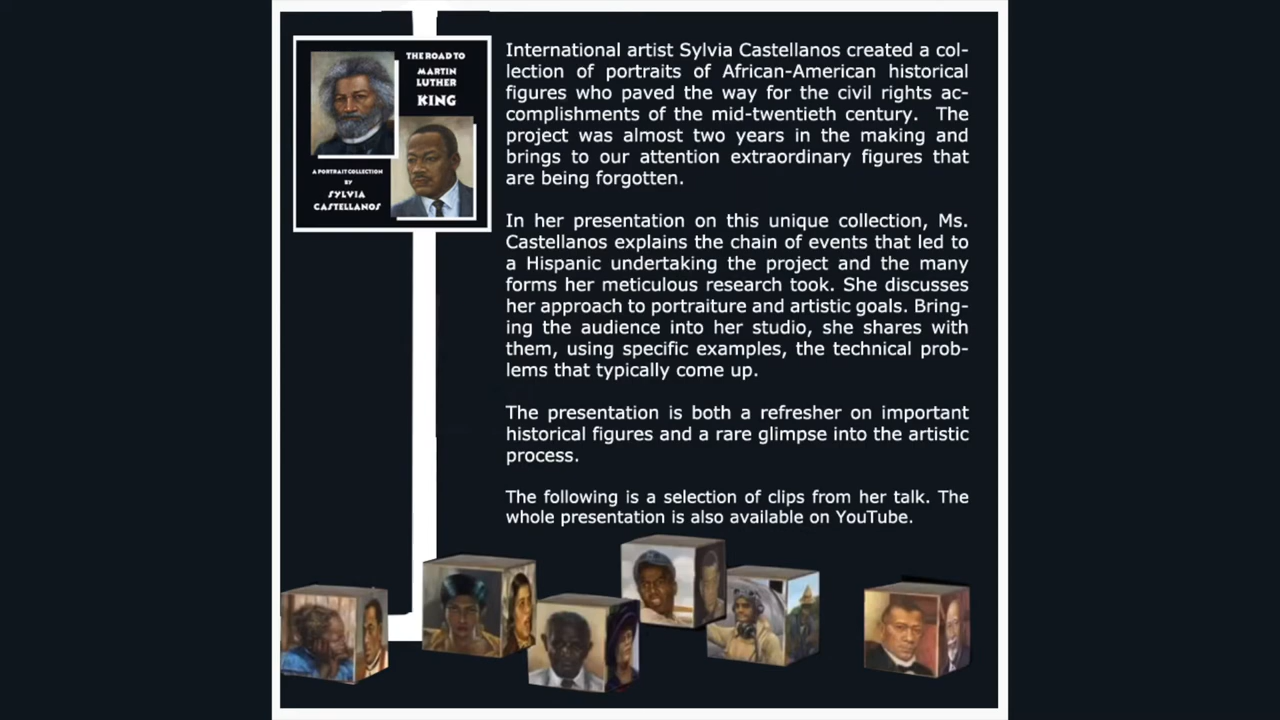 THE ROAD TO
MARTIN
LUTHER
KING
A PORTRAIT COLLECTION
BY
SYLVIA
CASTELLANOS
International artist Sylvia Castellanos created a col-
lection of portraits of African-American historical
figures who paved the way for the civil rights ac-
complishments of the mid-twentieth century. The
project was almost two years in the making and
brings to our attention extraordinary figures that
are being forgotten.
In her presentation on this unique collection, Ms.
Castellanos explains the chain of events that led to
a Hispanic undertaking the project and the many
forms her meticulous research took. She discusses
her approach to portraiture and artistic goals. Bring-
ing the audience into her studio, she shares with
them, using specific examples, the technical prob-
lems that typically come up.
The presentation is both a refresher on important
historical figures and a rare glimpse into the artistic
process.
The following is a selection of clips from her talk. The
whole presentation is also available on YouTube.